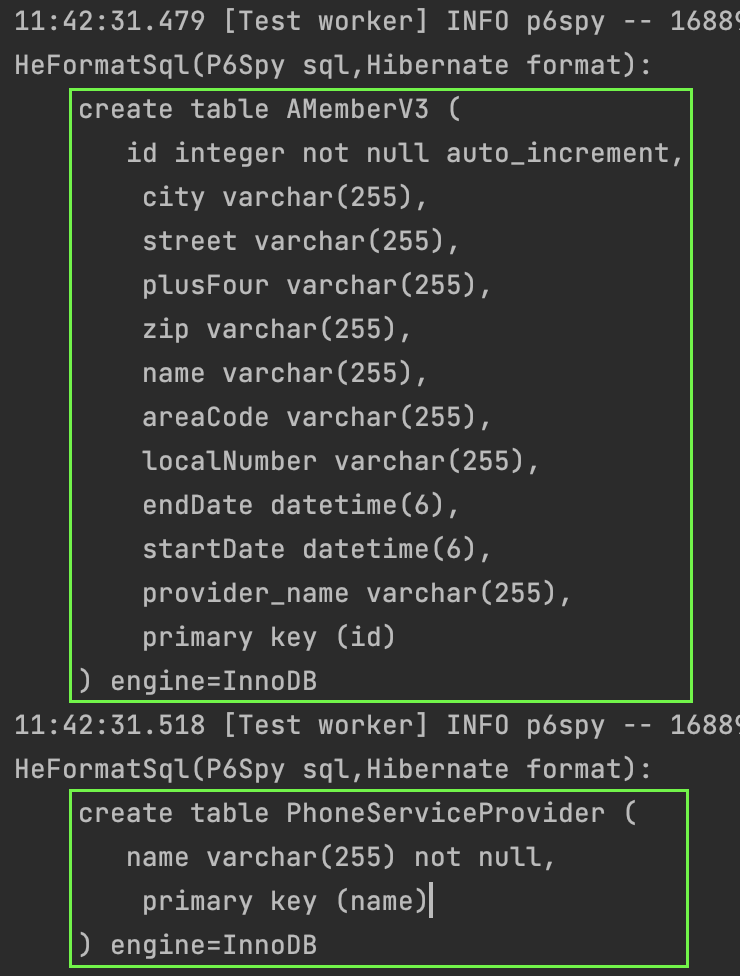 11:42:31.479 [Test worker] INFO p6spy -- 1688
HeFormatSql(P6Spy sql,Hibernate format):
create table AMemberV3 (
id integer not null auto_increment,
city varchar(255),
street varchar(255),
plusFour varchar(255),
zip varchar(255),
name varchar(255),
areaCode varchar(255),
localNumber varchar(255),
endDate datetime(6),
startDate datetime(6),
provider_name varchar(255),
primary key (id)
) engine=InnoDB
11:42:31.518 [Test worker] INFO p6spy -- 1688
HeFormatSql(P6Spy sql,Hibernate format):
create table PhoneServiceProvider (
name varchar(255) not null,
primary key (name)
) engine=InnoDB